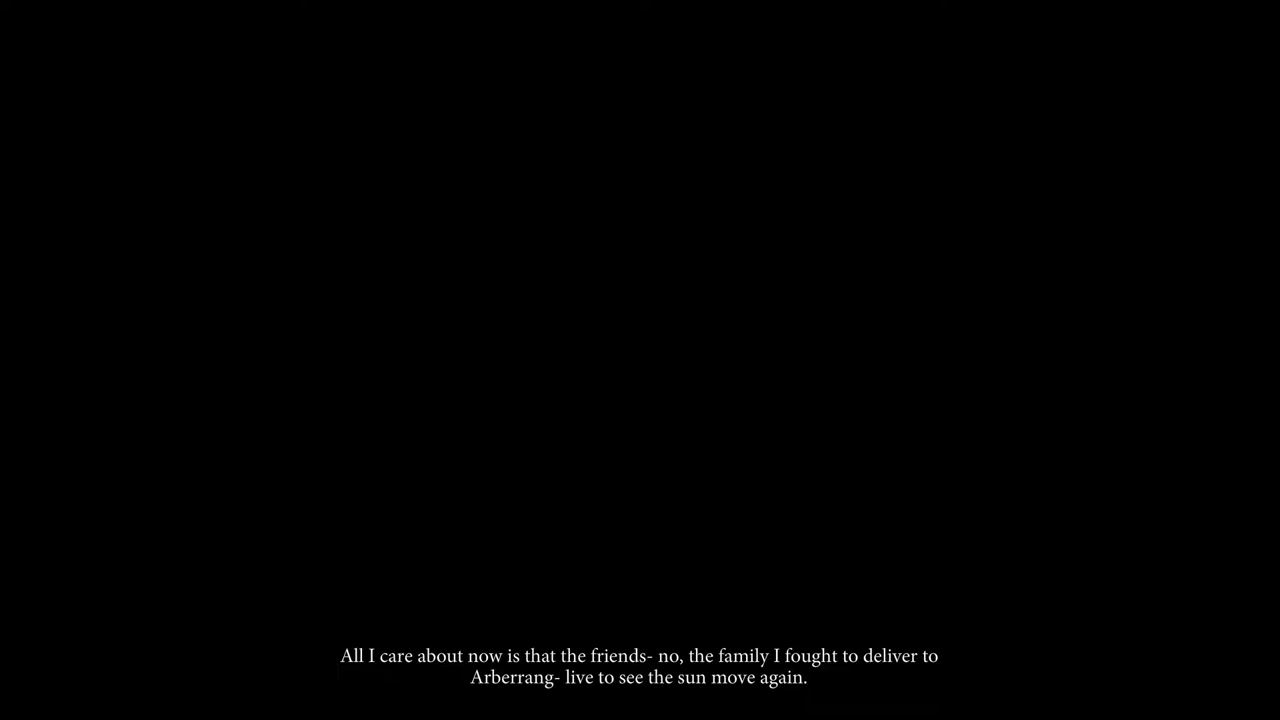 All I care about now is that the friends- no, the family I fought to deliver to
Arberrang- live to see the sun move again.